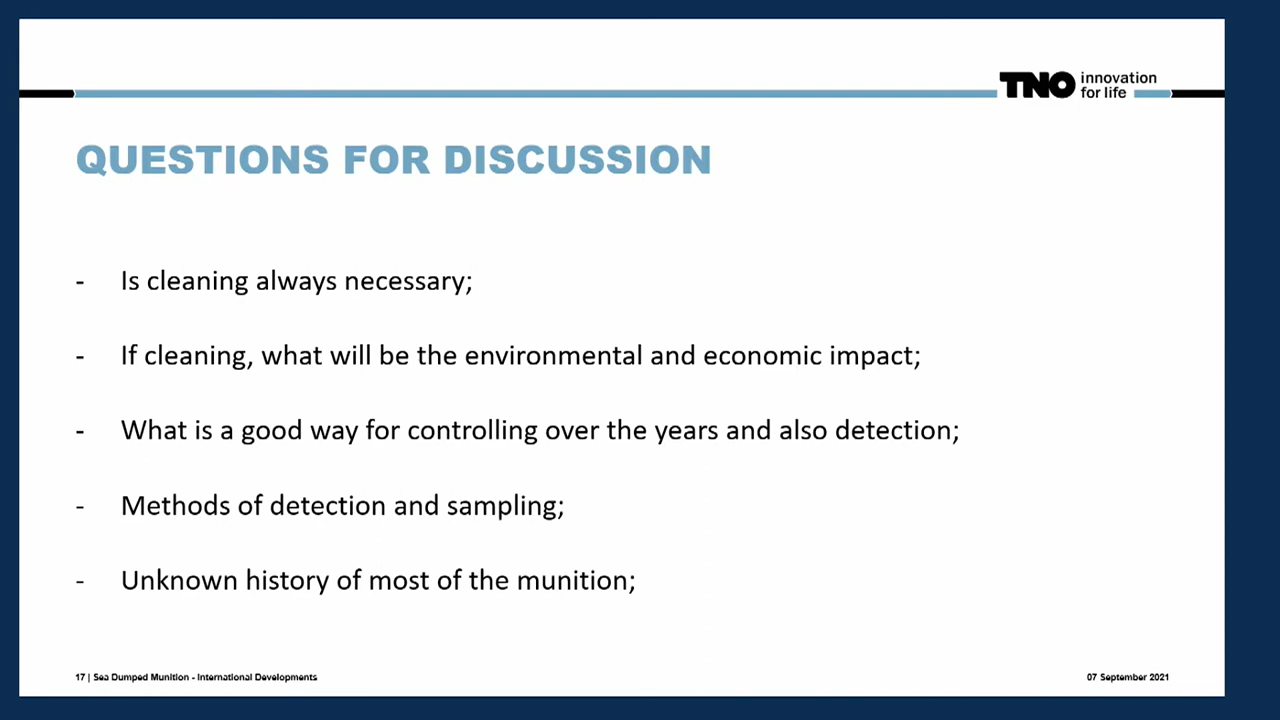 TNO innovation
for life
QUESTIONS FOR DISCUSSION
- Is cleaning always necessary;
- If cleaning, what will be the environmental and economic impact;
- What is a good way for controlling over the years and also detection;
- Methods of detection and sampling;
- Unknown history of most of the munition;
17 | Sea Dumped Munition - International Developments
07 September 2021